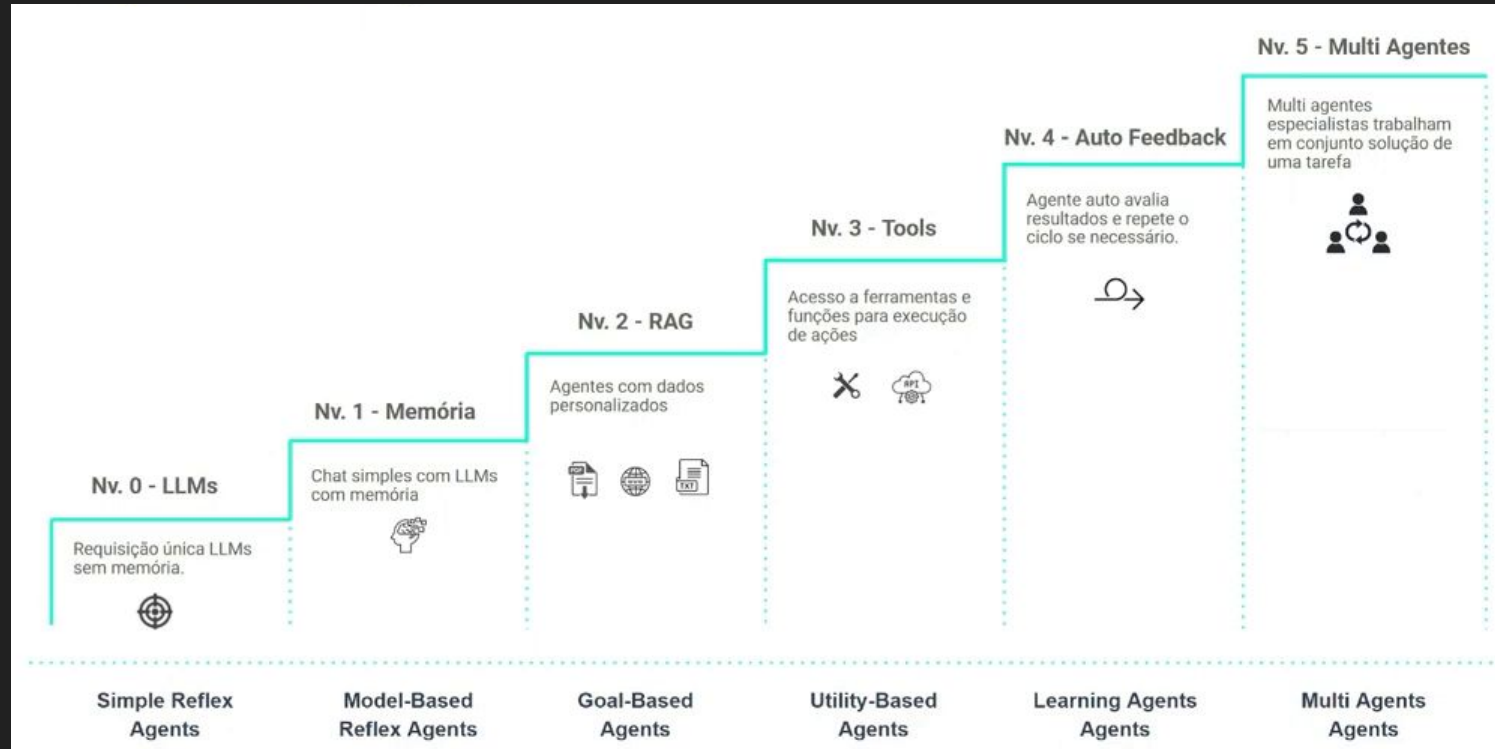 Nv. 5 - Multi Agentes
Multi agentes
especialistas trabalham
em conjunto solução de
uma tarefa
Nv. 4 - Auto Feedback
Agente auto avalia
resultados e repete o
ciclo se necessário.
Nv. 3 - Tools
Acesso a ferramentas e
funções para execução
de ações
API
Nv. 2 - RAG
Agentes com dados
personalizados
PDF
WWW
TXT
Nv. 1 - Memória
Chat simples com LLMs
com memória
Nv. 0 - LLMs
Requisição única LLMs
sem memória.
Simple Reflex
Agents
Model-Based
Reflex Agents
Goal-Based
Agents
Utility-Based
Agents
Learning Agents
Agents
Multi Agents
Agents